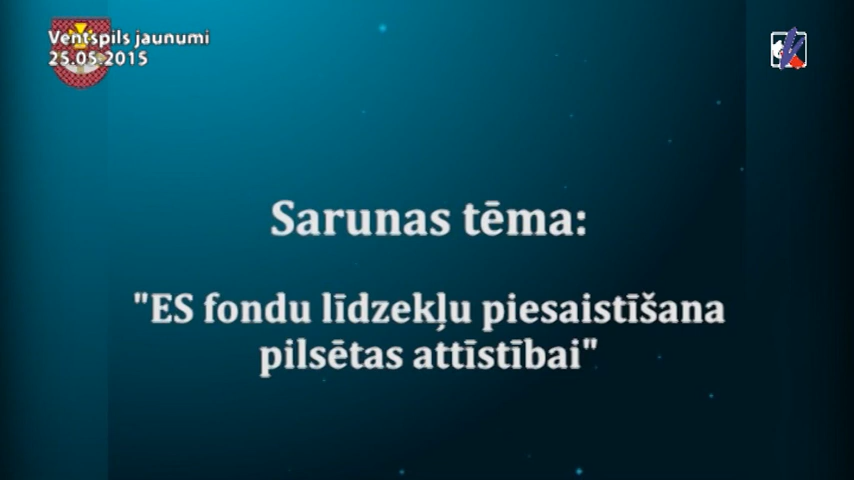 Ventspils jaunumi
25.05.2015
Sarunas tēma:
"ES fondu līdzekļu piesaistīšana
pilsētas attīstībai"